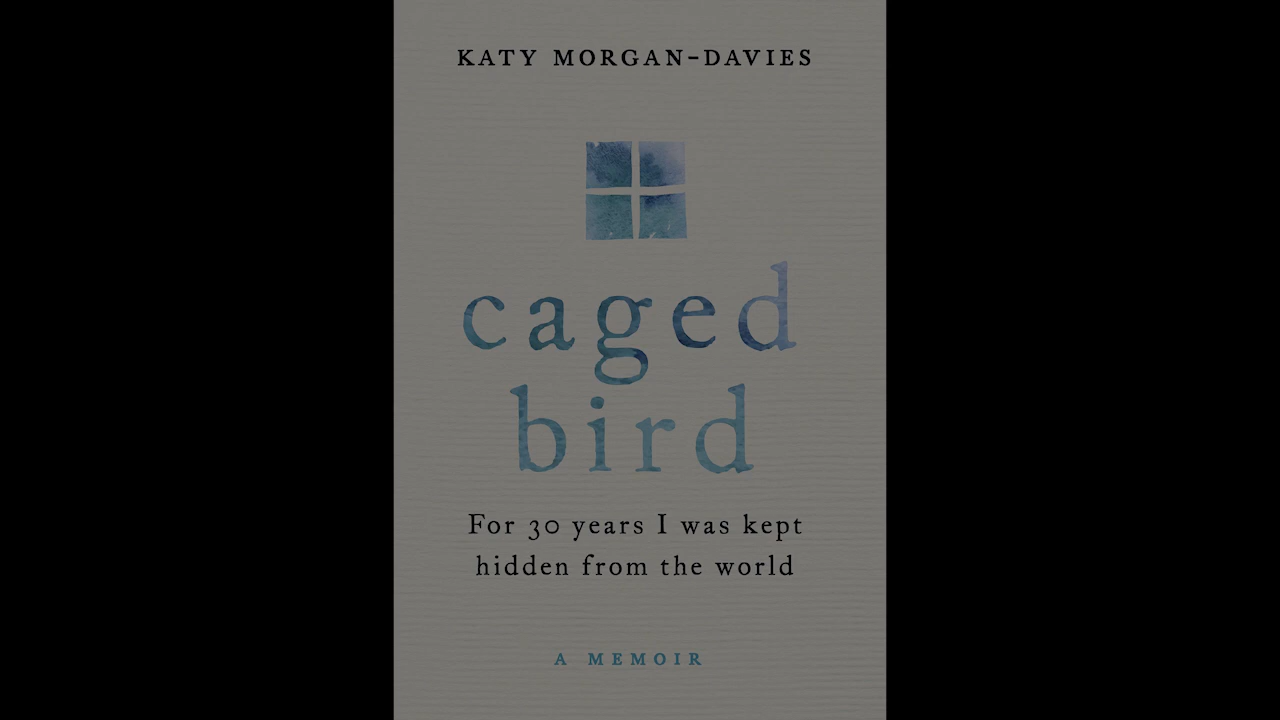 KATY MORGAN-DAVIES
caged
bird
For 30 years I was kept
hidden from the world
A MEMOIR